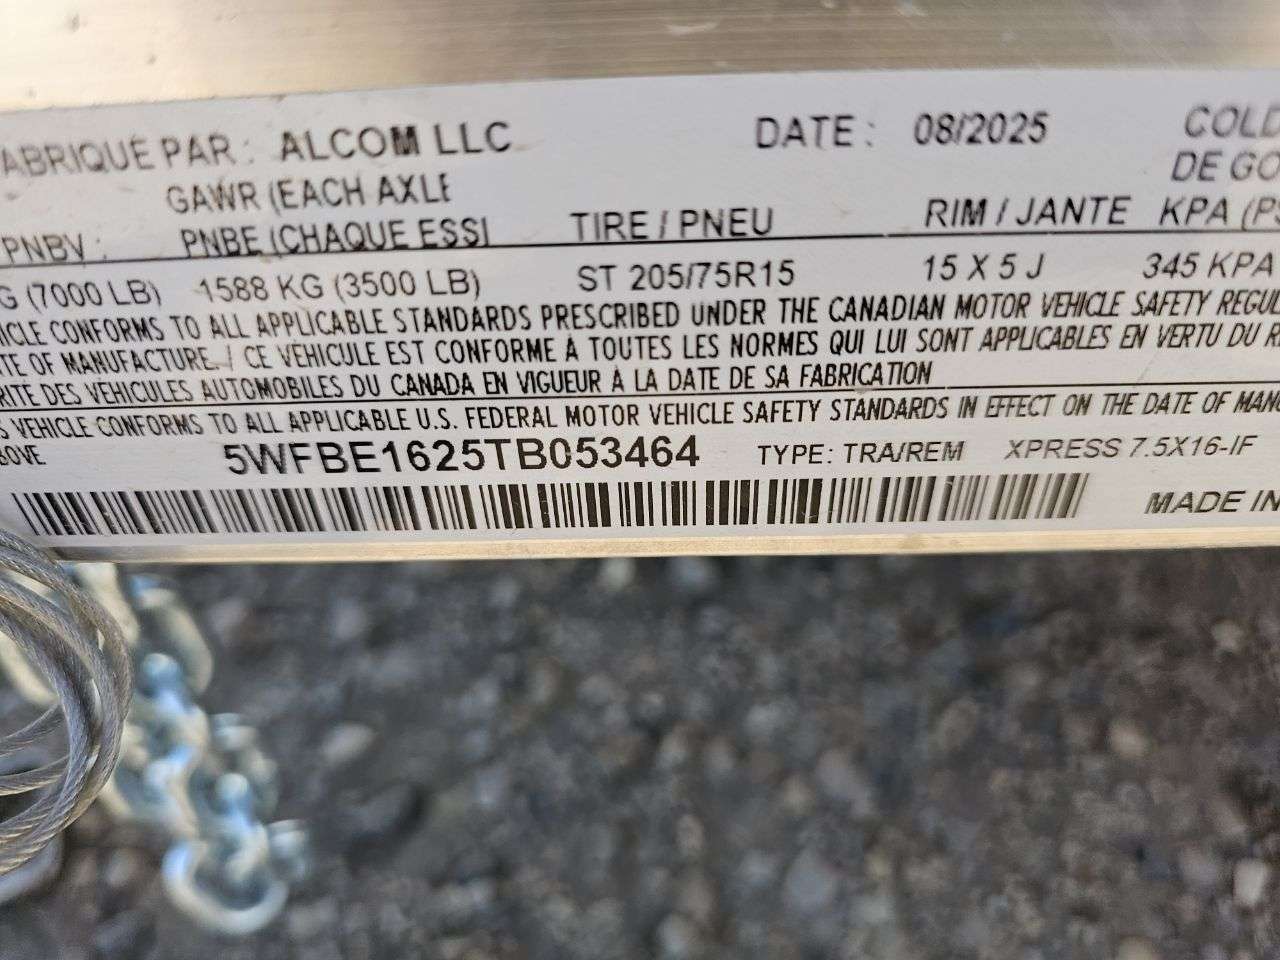 FABRIQUÉ PAR: ALCOM LLC DATE: 08/2025 COLD
DE GO
GAWR (EACH AXLE
PNBV: PNBE (CHAQUE ESSI TIRE / PNEU RIM / JANTE KPA (PS
G (7000 LB) 1588 KG (3500 LB) ST 205/75R15 15 X 5 J 345 KPA
HICLE CONFORMS TO ALL APPLICABLE STANDARDS PRESCRIBED UNDER THE CANADIAN MOTOR VEHICLE SAFETY REGUL
TE OF MANUFACTURE. / CE VÉHICULE EST CONFORME À TOUTES LES NORMES QUI LUI SONT APPLICABLES EN VERTU DU R
RITÉ DES VÉHICULES AUTOMOBILES DU CANADA EN VIGUEUR À LA DATE DE SA FABRICATION
S VEHICLE CONFORMS TO ALL APPLICABLE U.S. FEDERAL MOTOR VEHICLE SAFETY STANDARDS IN EFFECT ON THE DATE OF MANU
BOVE 5WFBE1625TB053464 TYPE: TRA/REM XPRESS 7.5X16-IF
MADE IN